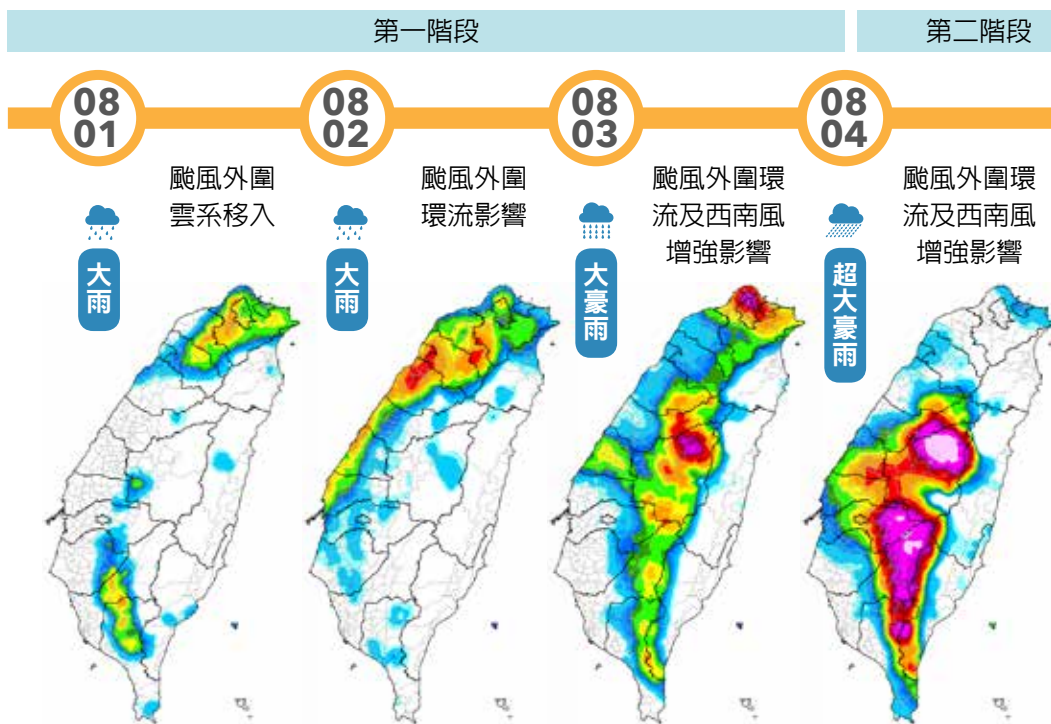 第一階段
第二階段
08
01
颱風外圍
雲系移入
大雨
08
02
颱風外圍
環流影響
大雨
08
03
颱風外圍環
流及西南風
增強影響
大豪雨
08
04
颱風外圍環
流及西南風
增強影響
超大豪雨